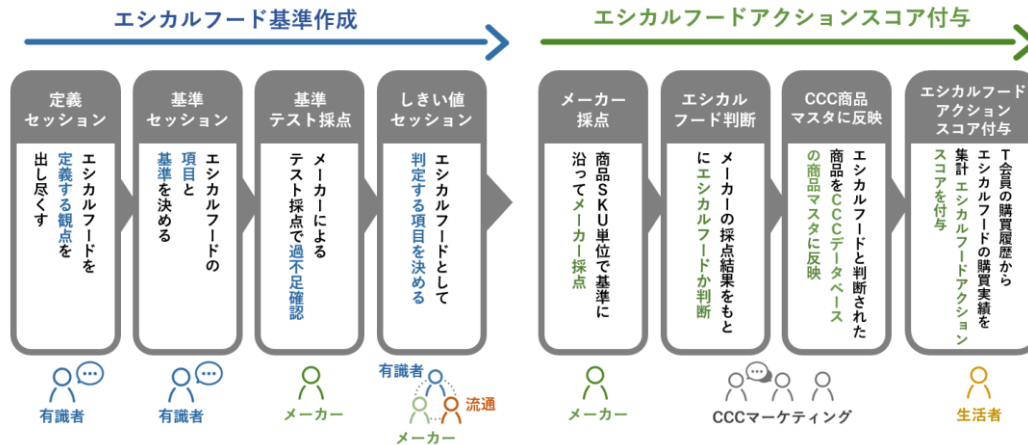 エシカルフード基準作成
エシカルフードアクションスコア付与
定義
セッション
エシカルフードを
定義する観点を
出し尽くす
基準
セッション
エシカルフードの
項目と
基準を決める
基準
テスト採点
メーカーによる
テスト採点で過不足確認
しきい値
セッション
エシカルフードとして
判定する項目を決める
メーカー
採点
商品SKU単位で基準に
沿ってメーカー採点
エシカル
フード判断
メーカーの採点結果をもと
にエシカルフードか判断
CCC商品
マスタに反映
エシカルフードと判断された
商品をCCCデータベース
の商品マスタに反映
エシカルフード
アクション
スコア付与
T会員の購買履歴から
エシカルフードの購買実績を
集計 エシカルフードアクション
スコアを付与
有識者
有識者
メーカー
有識者
流通
メーカー
メーカー
CCCマーケティング
生活者